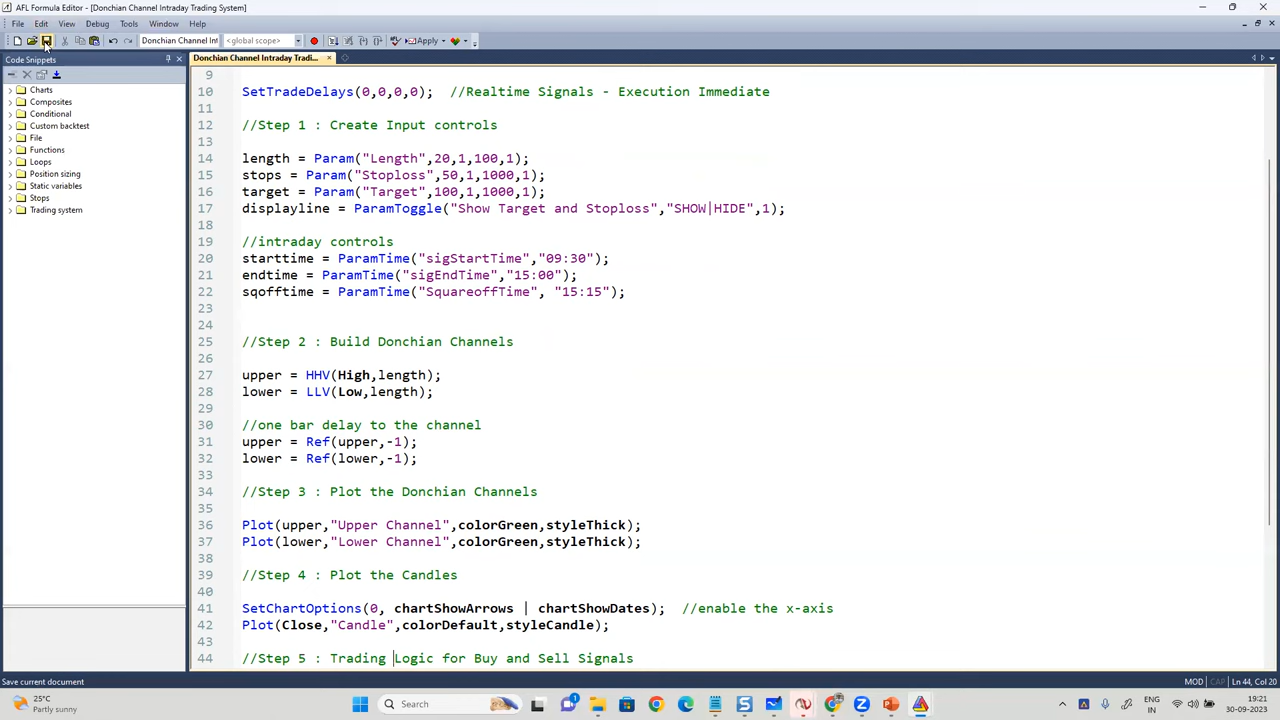 AFL Formula Editor - [Donchian Channel Intraday Trading System]
File Edit View Debug Tools Window Help
Donchian Channel Int <global scope> Apply
Code Snippets
Donchian Channel Intraday Tradi...
Charts
Composites
Conditional
Custom backtest
File
Functions
Loops
Position sizing
Static variables
Stops
Trading system
9
10 SetTradeDelays(0,0,0,0); //Realtime Signals - Execution Immediate
11
12 //Step 1 : Create Input controls
13
14 length = Param("Length",20,1,100,1);
15 stops = Param("Stoploss",50,1,1000,1);
16 target = Param("Target",100,1,1000,1);
17 displayline = ParamToggle("Show Target and Stoploss","SHOW|HIDE",1);
18
19 //intraday controls
20 starttime = ParamTime("sigStartTime","09:30");
21 endtime = ParamTime("sigEndTime","15:00");
22 sqofftime = ParamTime("SquareoffTime", "15:15");
23
24
25 //Step 2 : Build Donchian Channels
26
27 upper = HHV(High,length);
28 lower = LLV(Low,length);
29
30 //one bar delay to the channel
31 upper = Ref(upper,-1);
32 lower = Ref(lower,-1);
33
34 //Step 3 : Plot the Donchian Channels
35
36 Plot(upper,"Upper Channel",colorGreen,styleThick);
37 Plot(lower,"Lower Channel",colorGreen,styleThick);
38
39 //Step 4 : Plot the Candles
40
41 SetChartOptions(0, chartShowArrows | chartShowDates); //enable the x-axis
42 Plot(Close,"Candle",colorDefault,styleCandle);
43
44 //Step 5 : Trading Logic for Buy and Sell Signals
Save current document MOD CAP Ln 44, Col 20
25°C
Partly sunny
Search
ENG
IN
19:21
30-09-2023